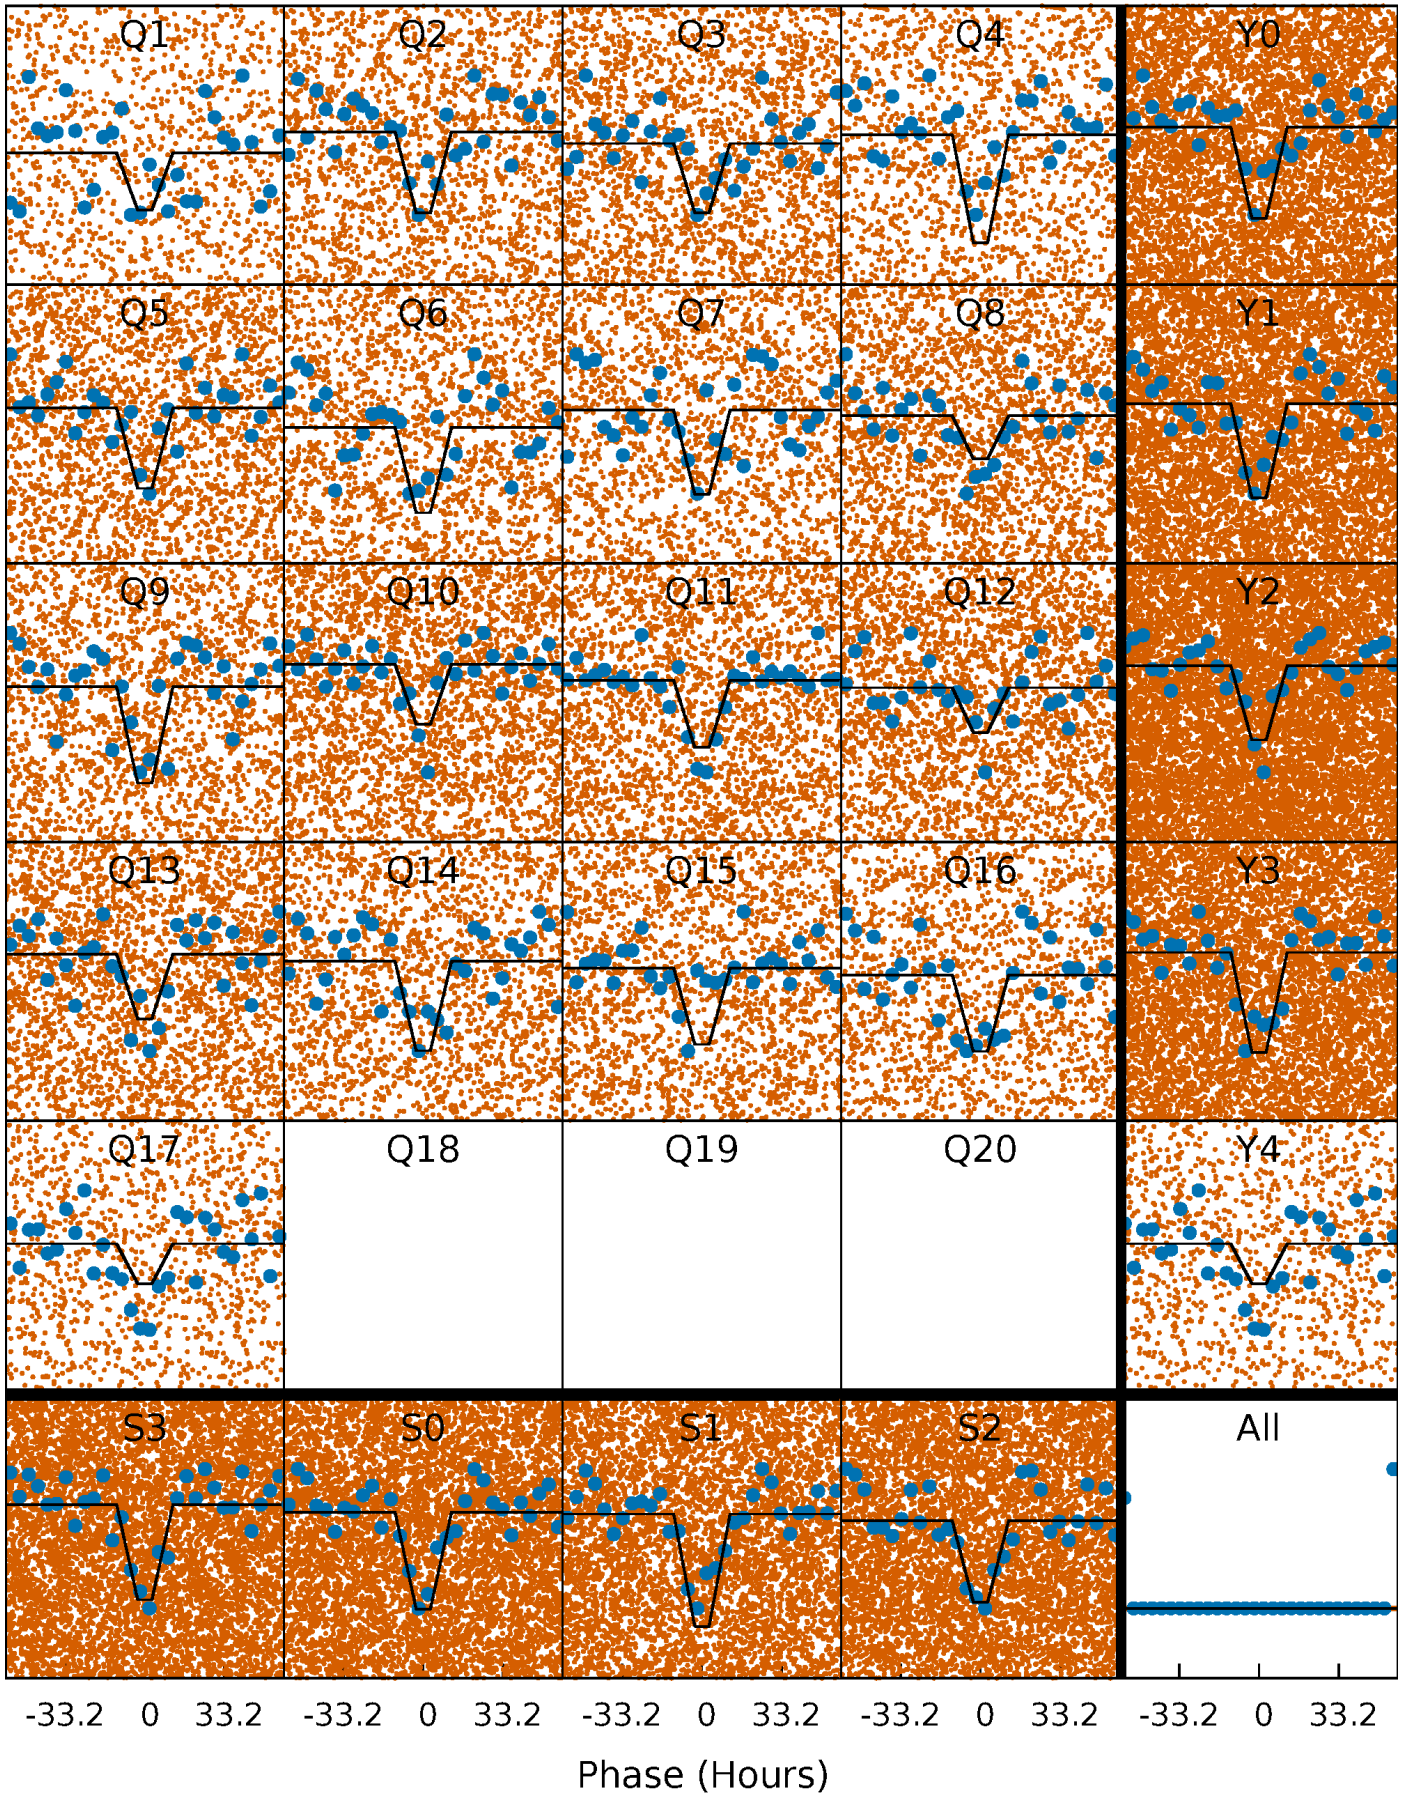 Q1 Q2 Q3 Q4 Y0
Q5 Q6 Q7 Q8 Y1
Q9 Q10 Q11 Q12 Y2
Q13 Q14 Q15 Q16 Y3
Q17 Q18 Q19 Q20 Y4
S3 S0 S1 S2 All
-33.2 0 33.2 -33.2 0 33.2 -33.2 0 33.2 -33.2 0 33.2 -33.2 0 33.2
Phase (Hours)